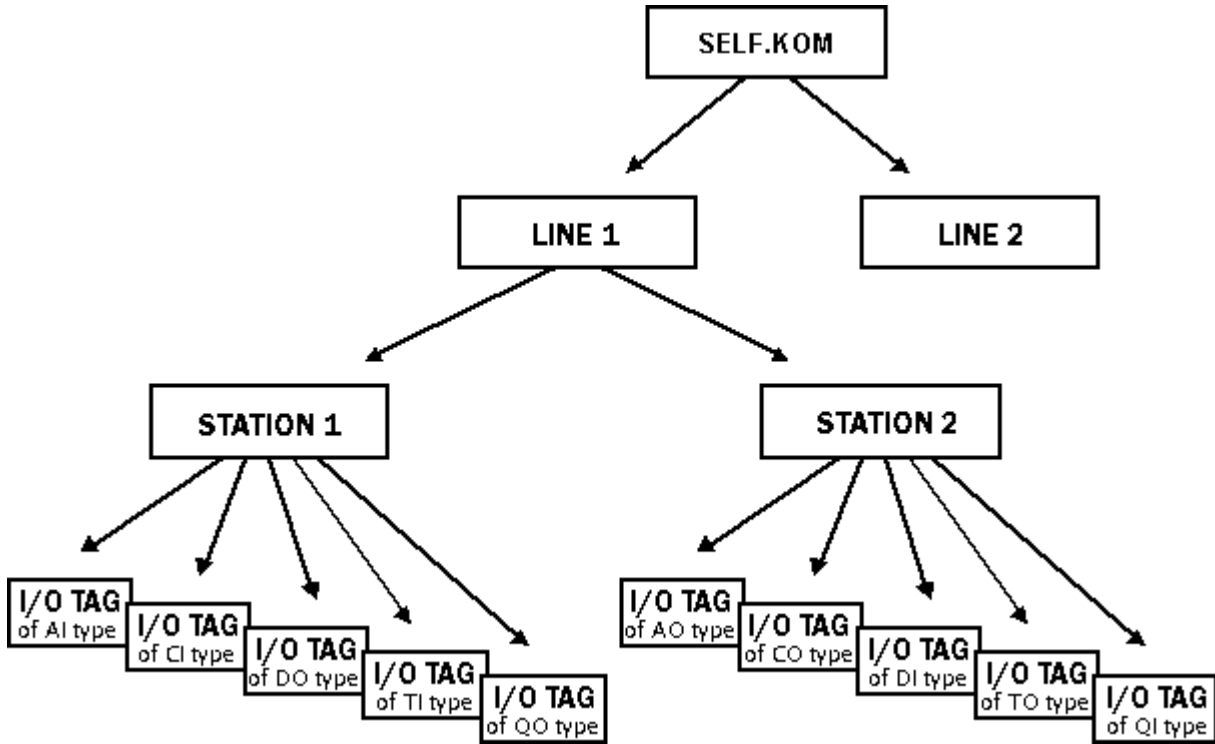 SELF.KOM
LINE 1
LINE 2
STATION 1
STATION 2
I/O TAG
of AI type
I/O TAG
of CI type
I/O TAG
of DO type
I/O TAG
of TI type
I/O TAG
of QO type
I/O TAG
of AO type
I/O TAG
of CO type
I/O TAG
of DI type
I/O TAG
of TO type
I/O TAG
of QI type